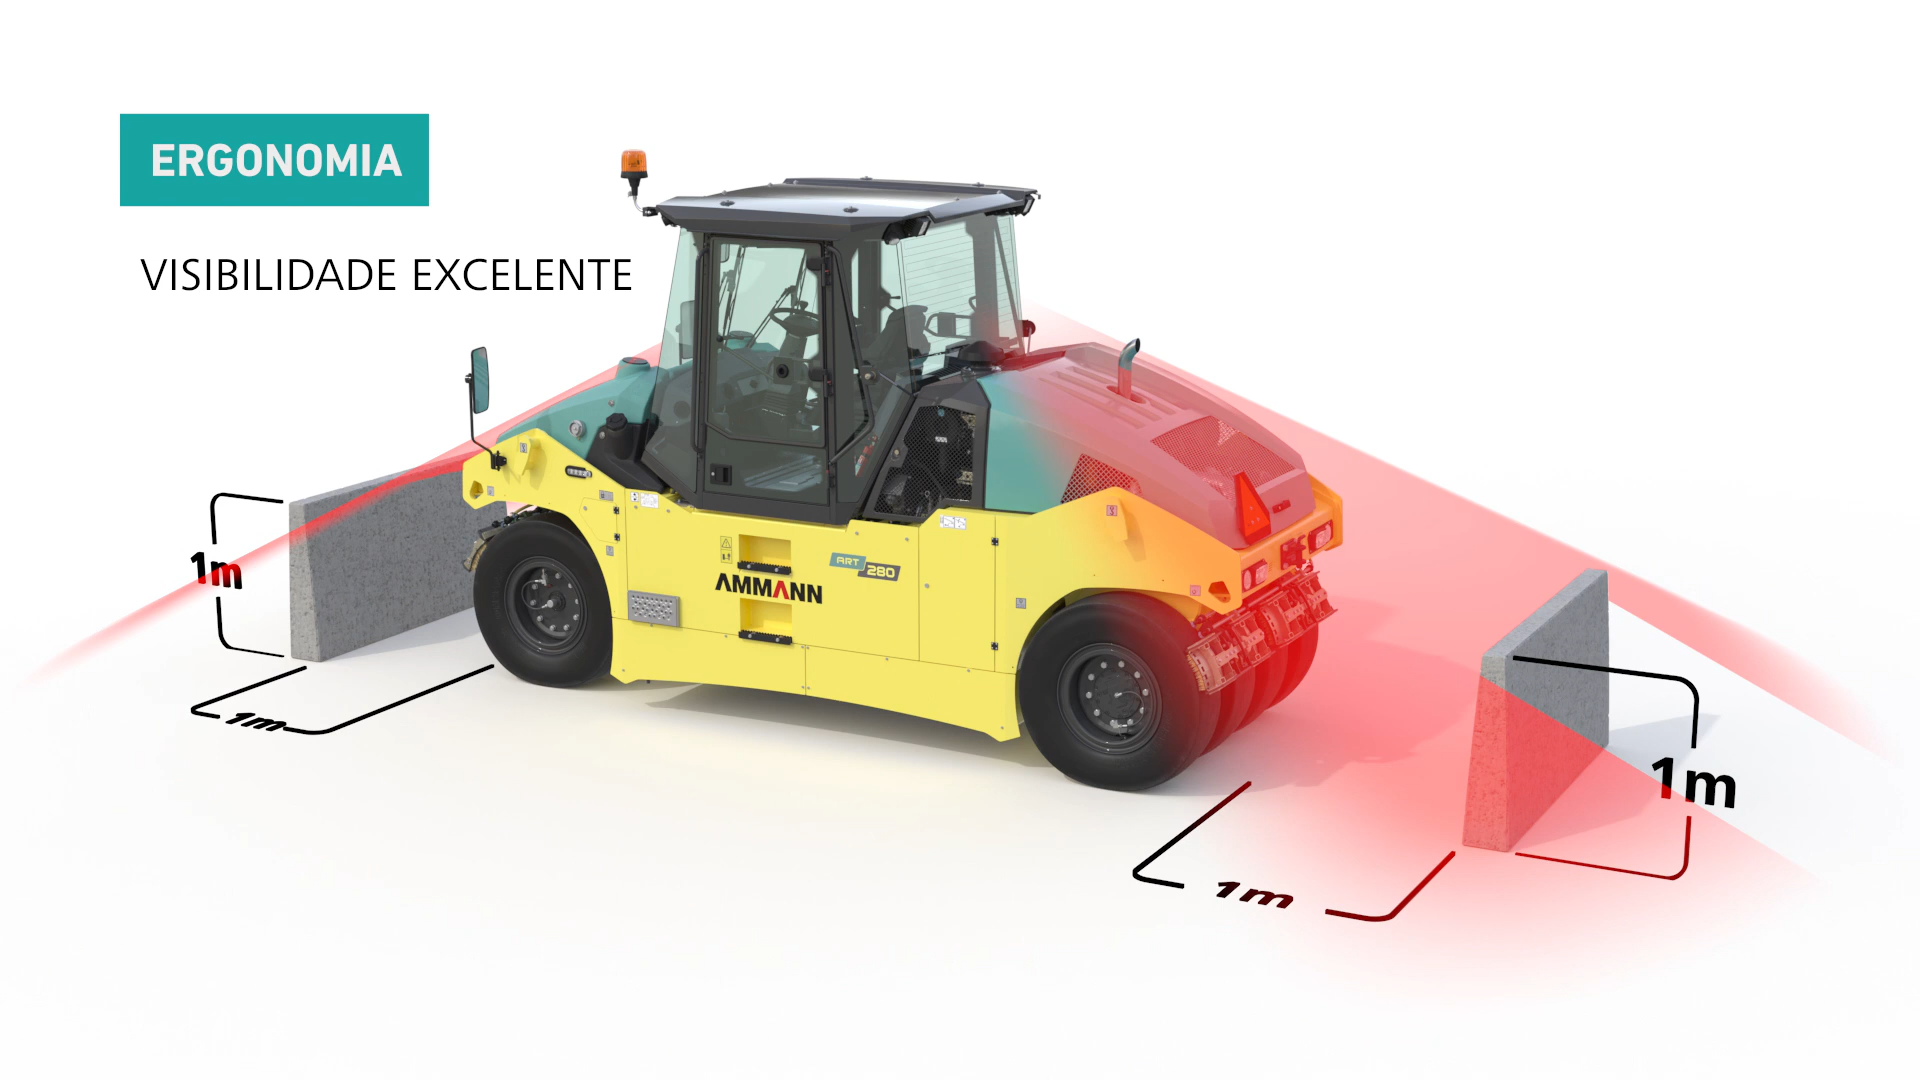 ERGONOMIA
VISIBILIDADE EXCELENTE
1m
1m
ART 280
AMMANN
1m
1m